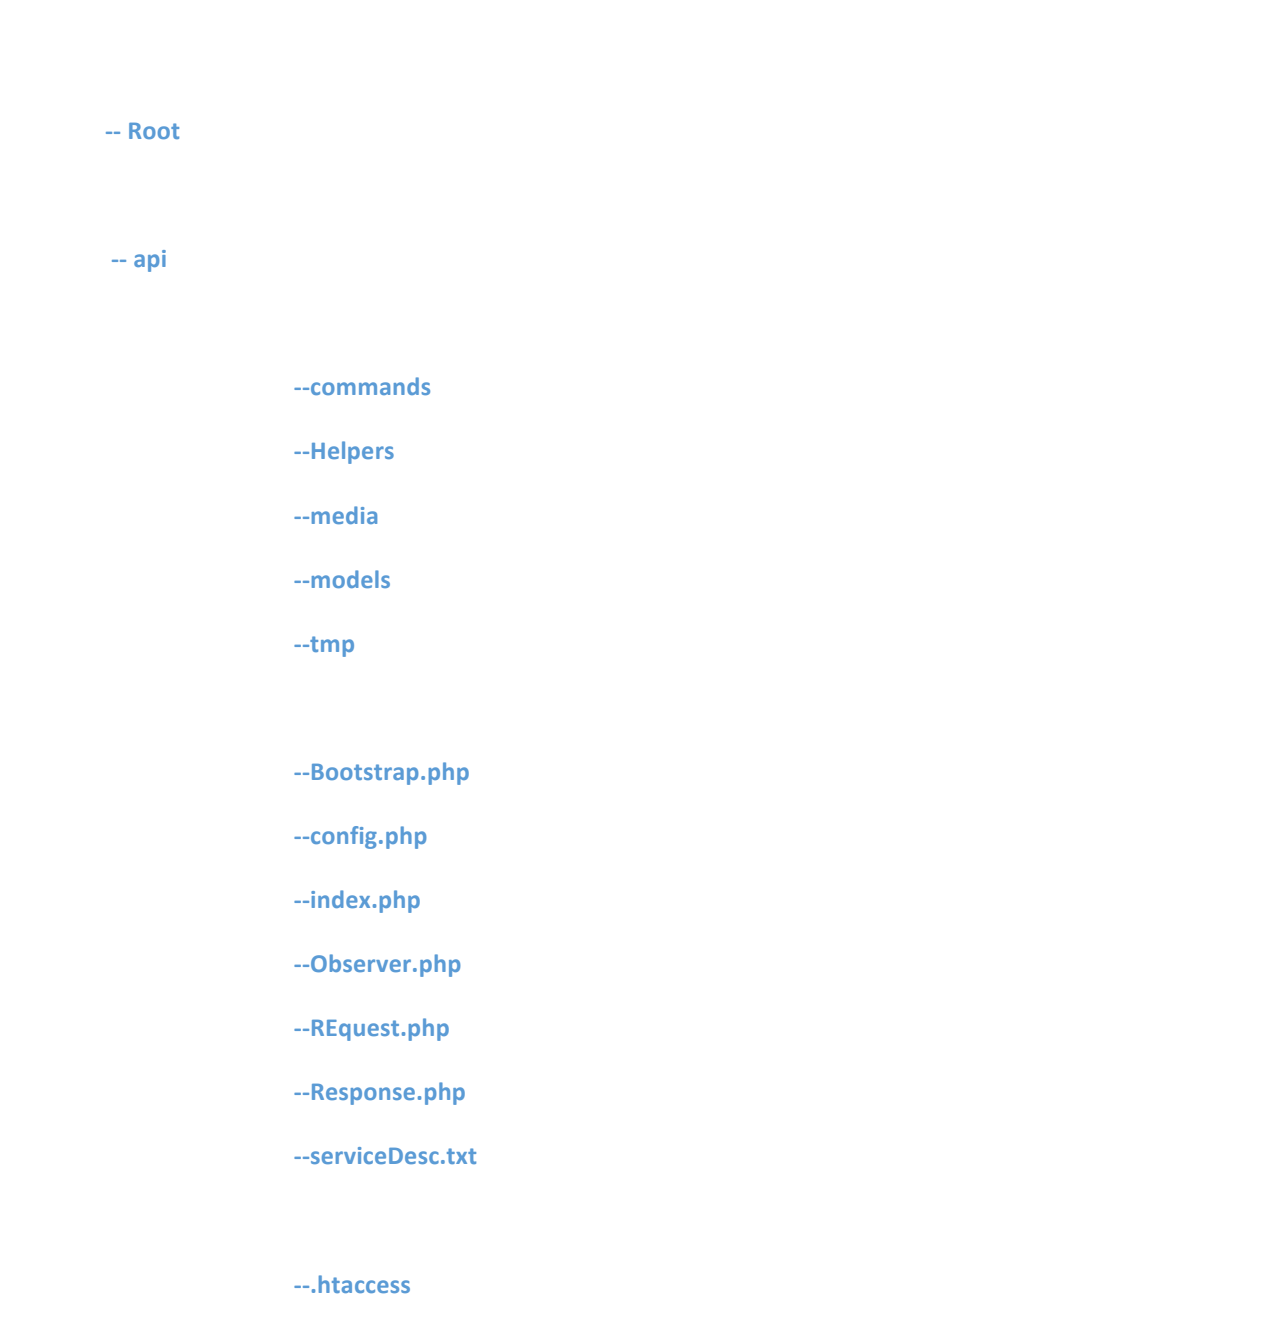 -- Root
-- api
--commands
--Helpers
--media
--models
--tmp
--Bootstrap.php
--config.php
--index.php
--Observer.php
--REquest.php
--Response.php
--serviceDesc.txt
--.htaccess